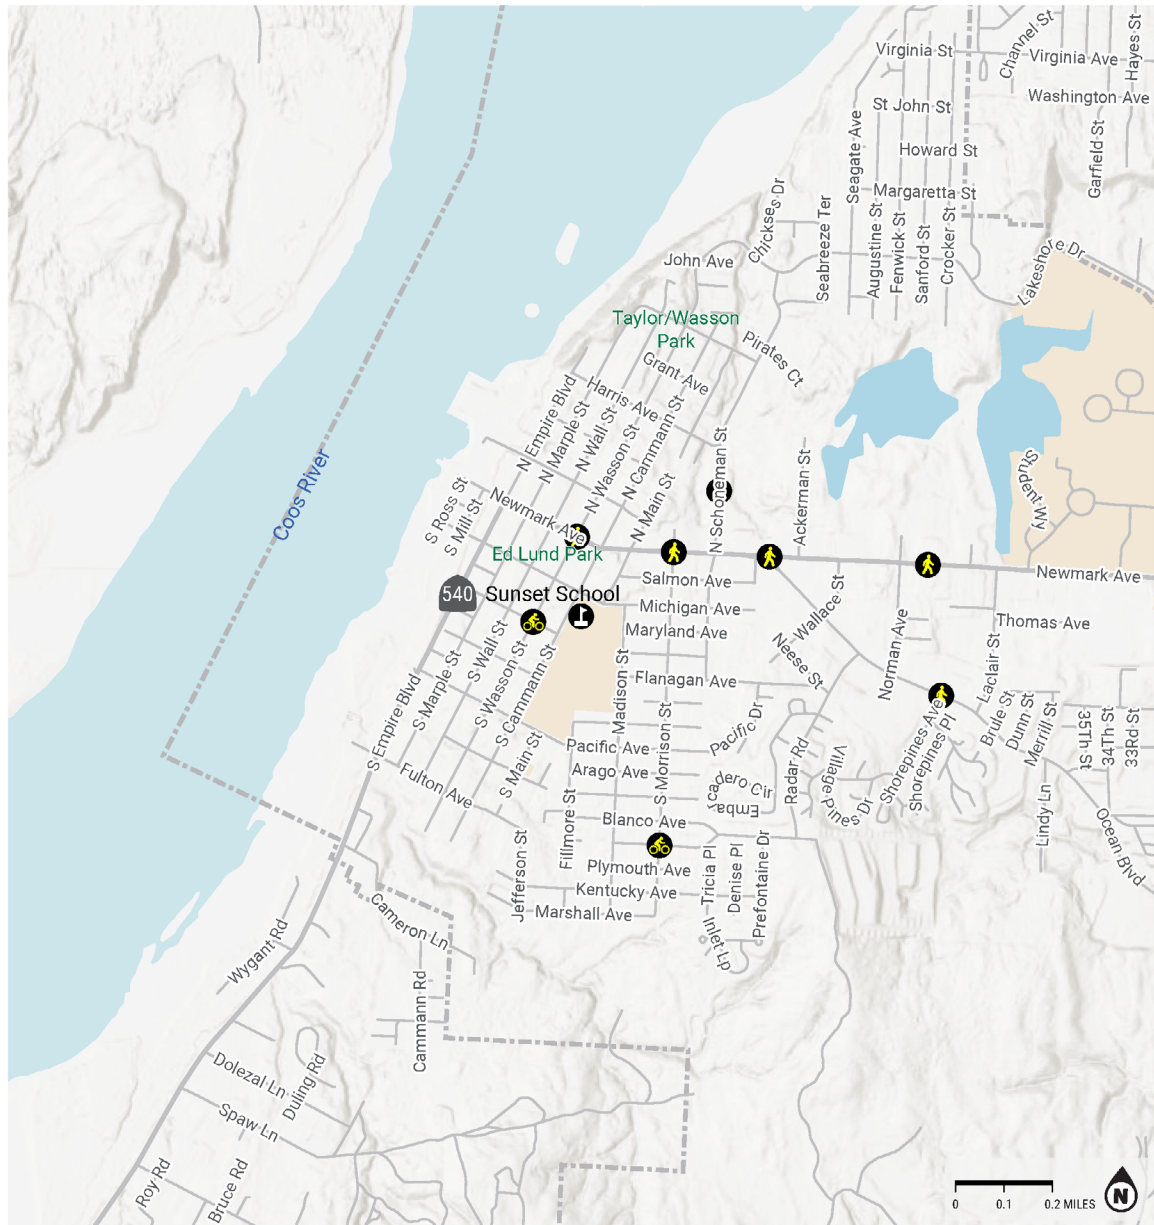 Channel St
Hayes St
Virginia St
Virginia Ave
Washington Ave
St John St
Seagate Ave
Garfield St
Howard St
Margaretta St
Chickses Dr
Seabreeze Ter
Augustine St
Fenwick St
Sanford St
Crocker St
Lakeshore Dr
John Ave
Taylor/Wasson
Park
Pirates Ct
Grant Ave
Harris Ave
N Empire Blvd
N Marple St
N Wall St
N Wasson St
N Cammann St
N Main St
N Schoneman St
Ackerman St
Student Wy
Coos River
S Ross St
S Mill St
Newmark Ave
Ed Lund Park
Newmark Ave
Salmon Ave
540
Sunset School
Michigan Ave
Maryland Ave
Wallace St
Neese St
Norman Ave
Thomas Ave
Laclair St
S Wall St
S Marple St
S Wasson St
S Cammann St
S Empire Blvd
S Main St
Madison St
Flanagan Ave
S Morrison St
Pacific Dr
Pacific Ave
Arago Ave
Embarcadero Cir
Radar Rd
Village Pines Dr
Shorepines Ave
Shorepines Pl
Brule St
Dunn St
Merrill St
35Th St
34Th St
33Rd St
Fulton Ave
Blanco Ave
Fillmore St
Jefferson St
Plymouth Ave
Kentucky Ave
Marshall Ave
Tricia Pl
Denise Pl
Prefontaine Dr
Inlet Lp
Lindy Ln
Ocean Blvd
Cameron Ln
Wygant Rd
Cammann Rd
Dolezal Ln
Duling Rd
Spaw Ln
Roy Rd
Bruce Rd
0 0.1 0.2 MILES
N